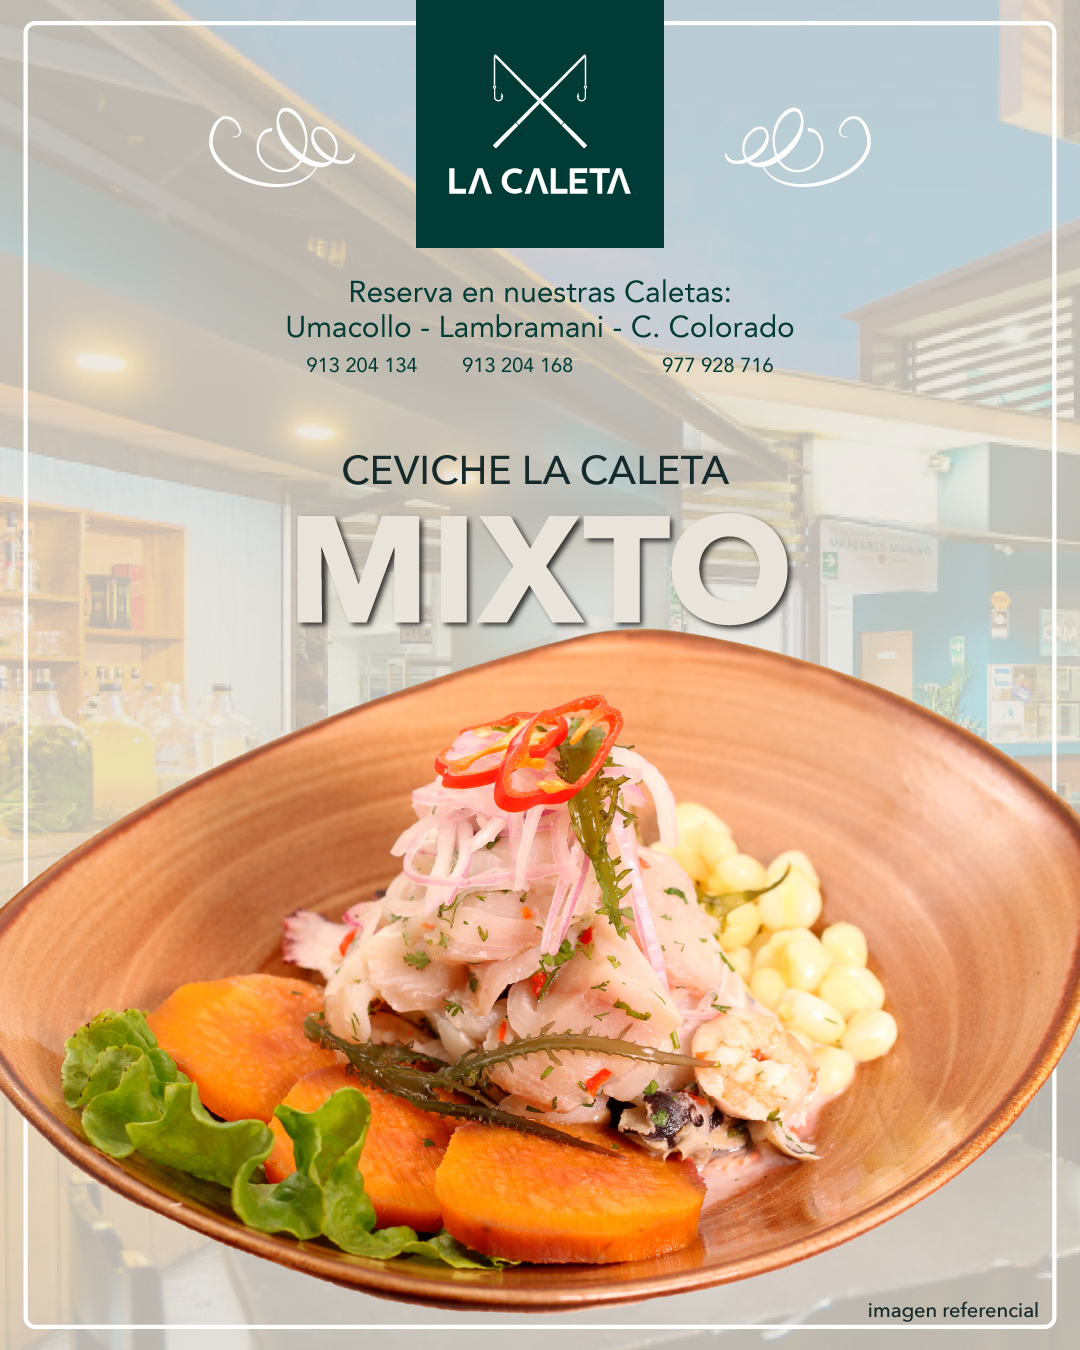 LA CALETA
Reserva en nuestras Caletas:
Umacollo - Lambramani - C. Colorado
913 204 134 913 204 168 977 928 716
CEVICHE LA CALETA
MIXTO
imagen referencial